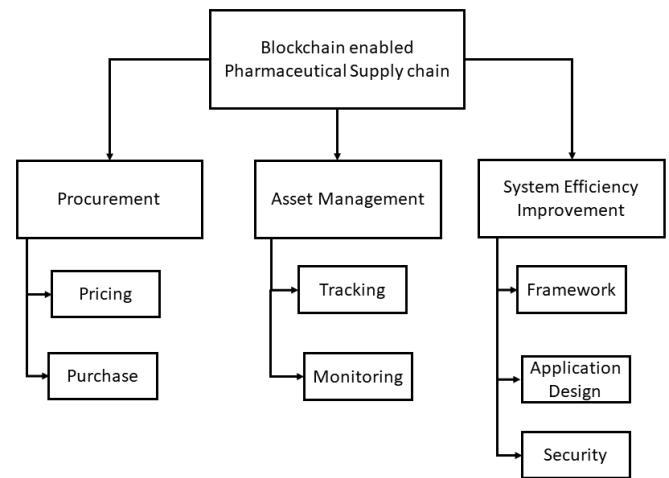 Blockchain enabled
Pharmaceutical Supply chain
Procurement
Asset Management
System Efficiency
Improvement
Pricing
Tracking
Framework
Purchase
Monitoring
Application
Design
Security